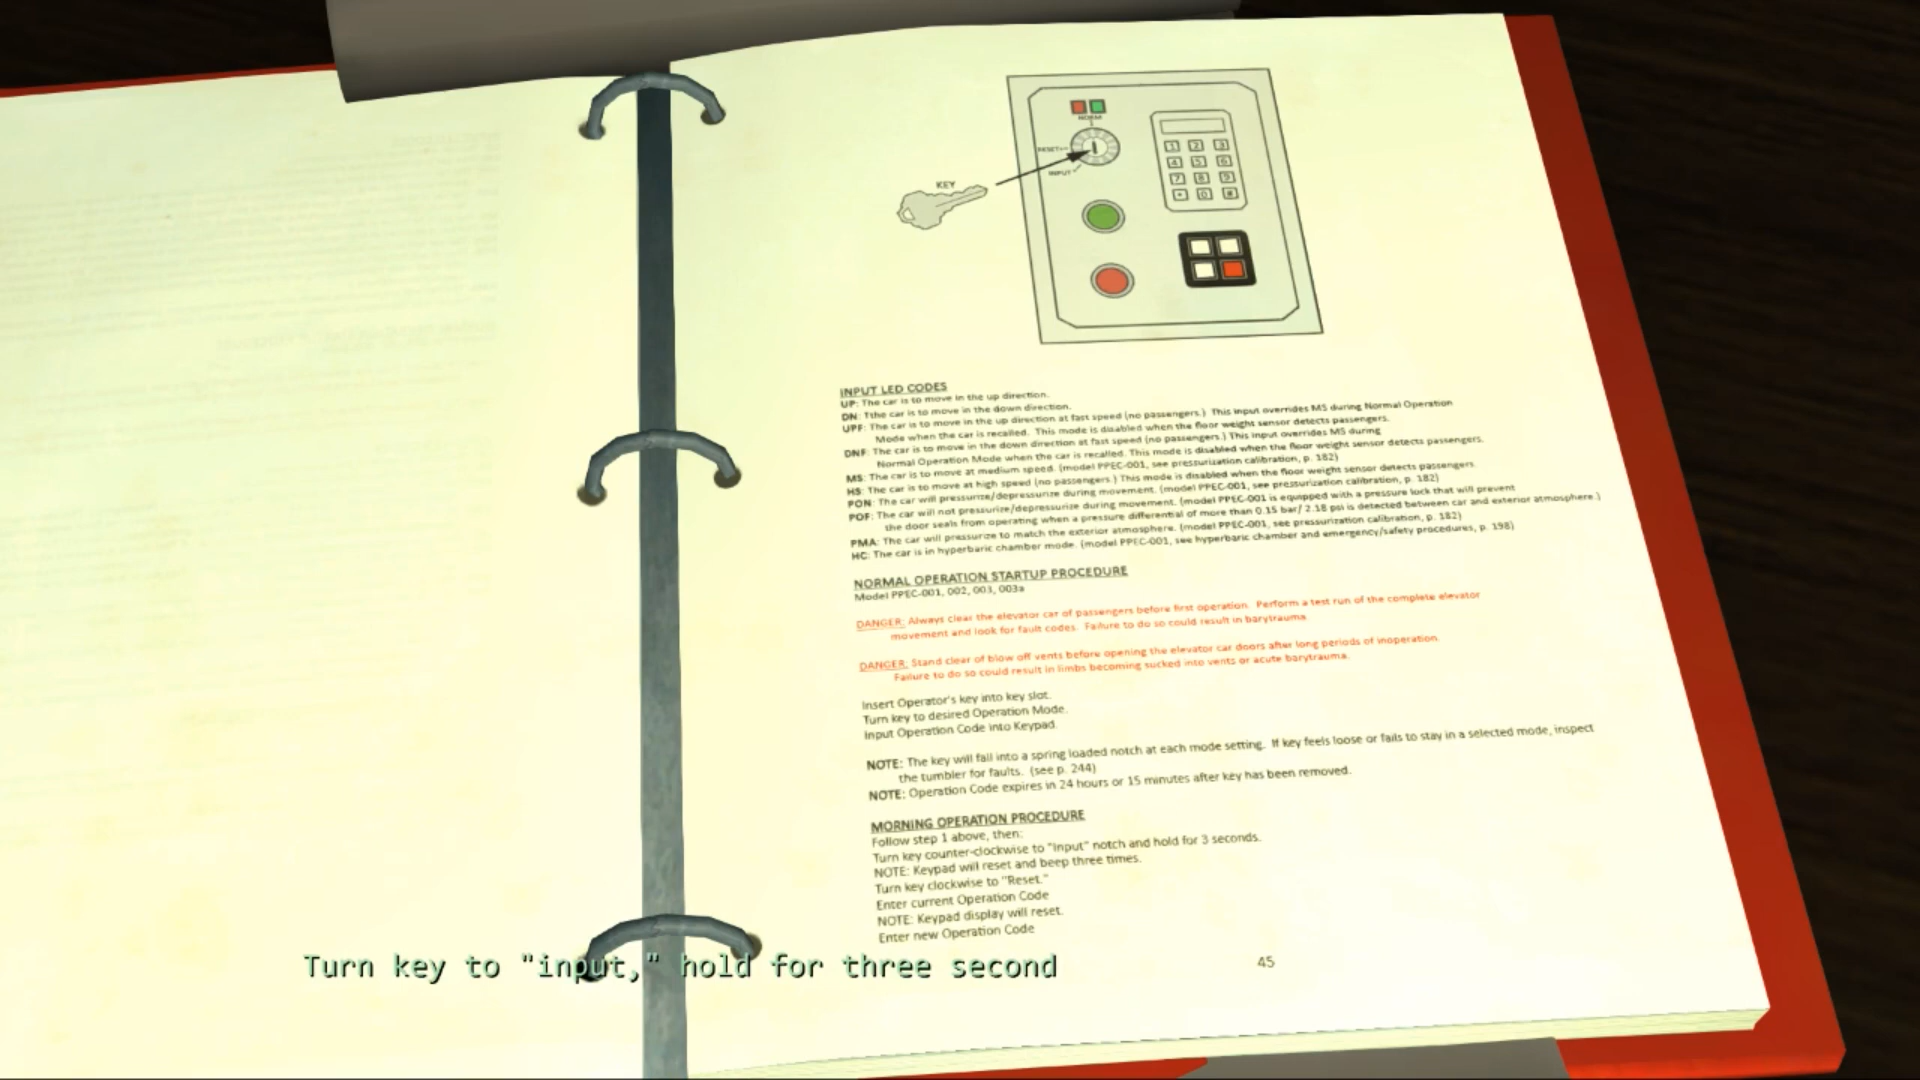 NORM
RESET
INPUT
KEY
1 2 3
4 5 6
7 8 9
* 0 #
INPUT LED CODES
UP: The car is to move in the up direction.
DN: Tthe car is to move in the down direction.
UPF: The car is to move in the up direction at fast speed (no passengers.) This input overrides MS during Normal Operation
Mode when the car is recalled. This mode is disabled when the floor weight sensor detects passengers.
DNF: The car is to move in the down direction at fast speed (no passengers.) This input overrides MS during
Normal Operation Mode when the car is recalled. This mode is disabled when the floor weight sensor detects passengers.
MS: The car is to move at medium speed. (model PPEC-001, see pressurization calibration, p. 182)
HS: The car is to move at high speed (no passengers.) This mode is disabled when the floor weight sensor detects passengers.
PON: The car will pressurize/depressurize during movement. (model PPEC-001, see pressurization calibration, p. 182)
POF: The car will not pressurize/depressurize during movement. (model PPEC-001 is equipped with a pressure lock that will prevent
the door seals from operating when a pressure differential of more than 0.15 bar/ 2.18 psi is detected between car and exterior atmosphere.)
PMA: The car will pressurize to match the exterior atmosphere. (model PPEC-001, see pressurization calibration, p. 182)
HC: The car is in hyperbaric chamber mode. (model PPEC-001, see hyperbaric chamber and emergency/safety procedures, p. 198)
NORMAL OPERATION STARTUP PROCEDURE
Model PPEC-001, 002, 003, 003a
DANGER: Always clear the elevator car of passengers before first operation. Perform a test run of the complete elevator
movement and look for fault codes. Failure to do so could result in barytrauma.
DANGER: Stand clear of blow off vents before opening the elevator car doors after long periods of inoperation.
Failure to do so could result in limbs becoming sucked into vents or acute barytrauma.
Insert Operator's key into key slot.
Turn key to desired Operation Mode.
Input Operation Code into Keypad.
NOTE: The key will fall into a spring loaded notch at each mode setting. If key feels loose or fails to stay in a selected mode, inspect
the tumbler for faults. (see p. 244)
NOTE: Operation Code expires in 24 hours or 15 minutes after key has been removed.
MORNING OPERATION PROCEDURE
Follow step 1 above, then:
Turn key counter-clockwise to "Input" notch and hold for 3 seconds.
NOTE: Keypad will reset and beep three times.
Turn key clockwise to "Reset."
Enter current Operation Code
NOTE: Keypad display will reset.
Enter new Operation Code
45
Turn key to "input," hold for three second